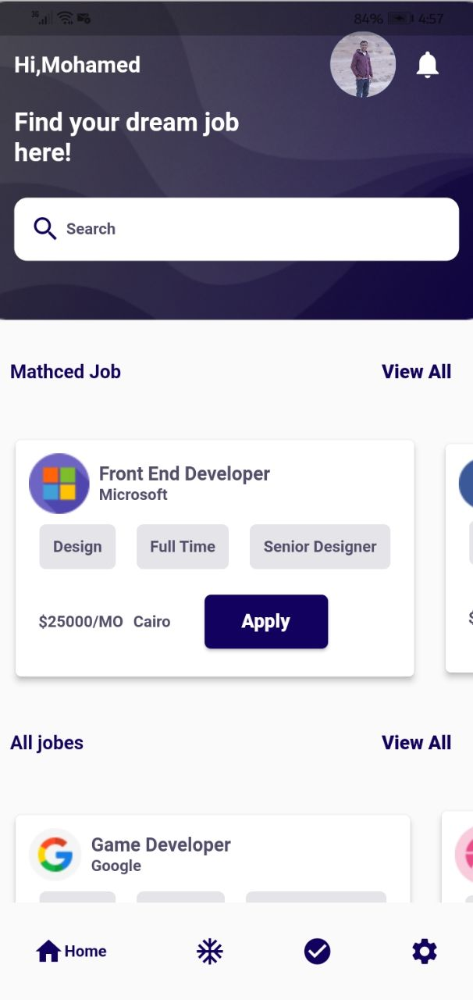 3G 84% 4:57
Hi,Mohamed
Find your dream job
here!
Search
Mathced Job View All
Front End Developer
Microsoft
Design Full Time Senior Designer
$25000/MO Cairo Apply
$
All jobes View All
Game Developer
Google
Home